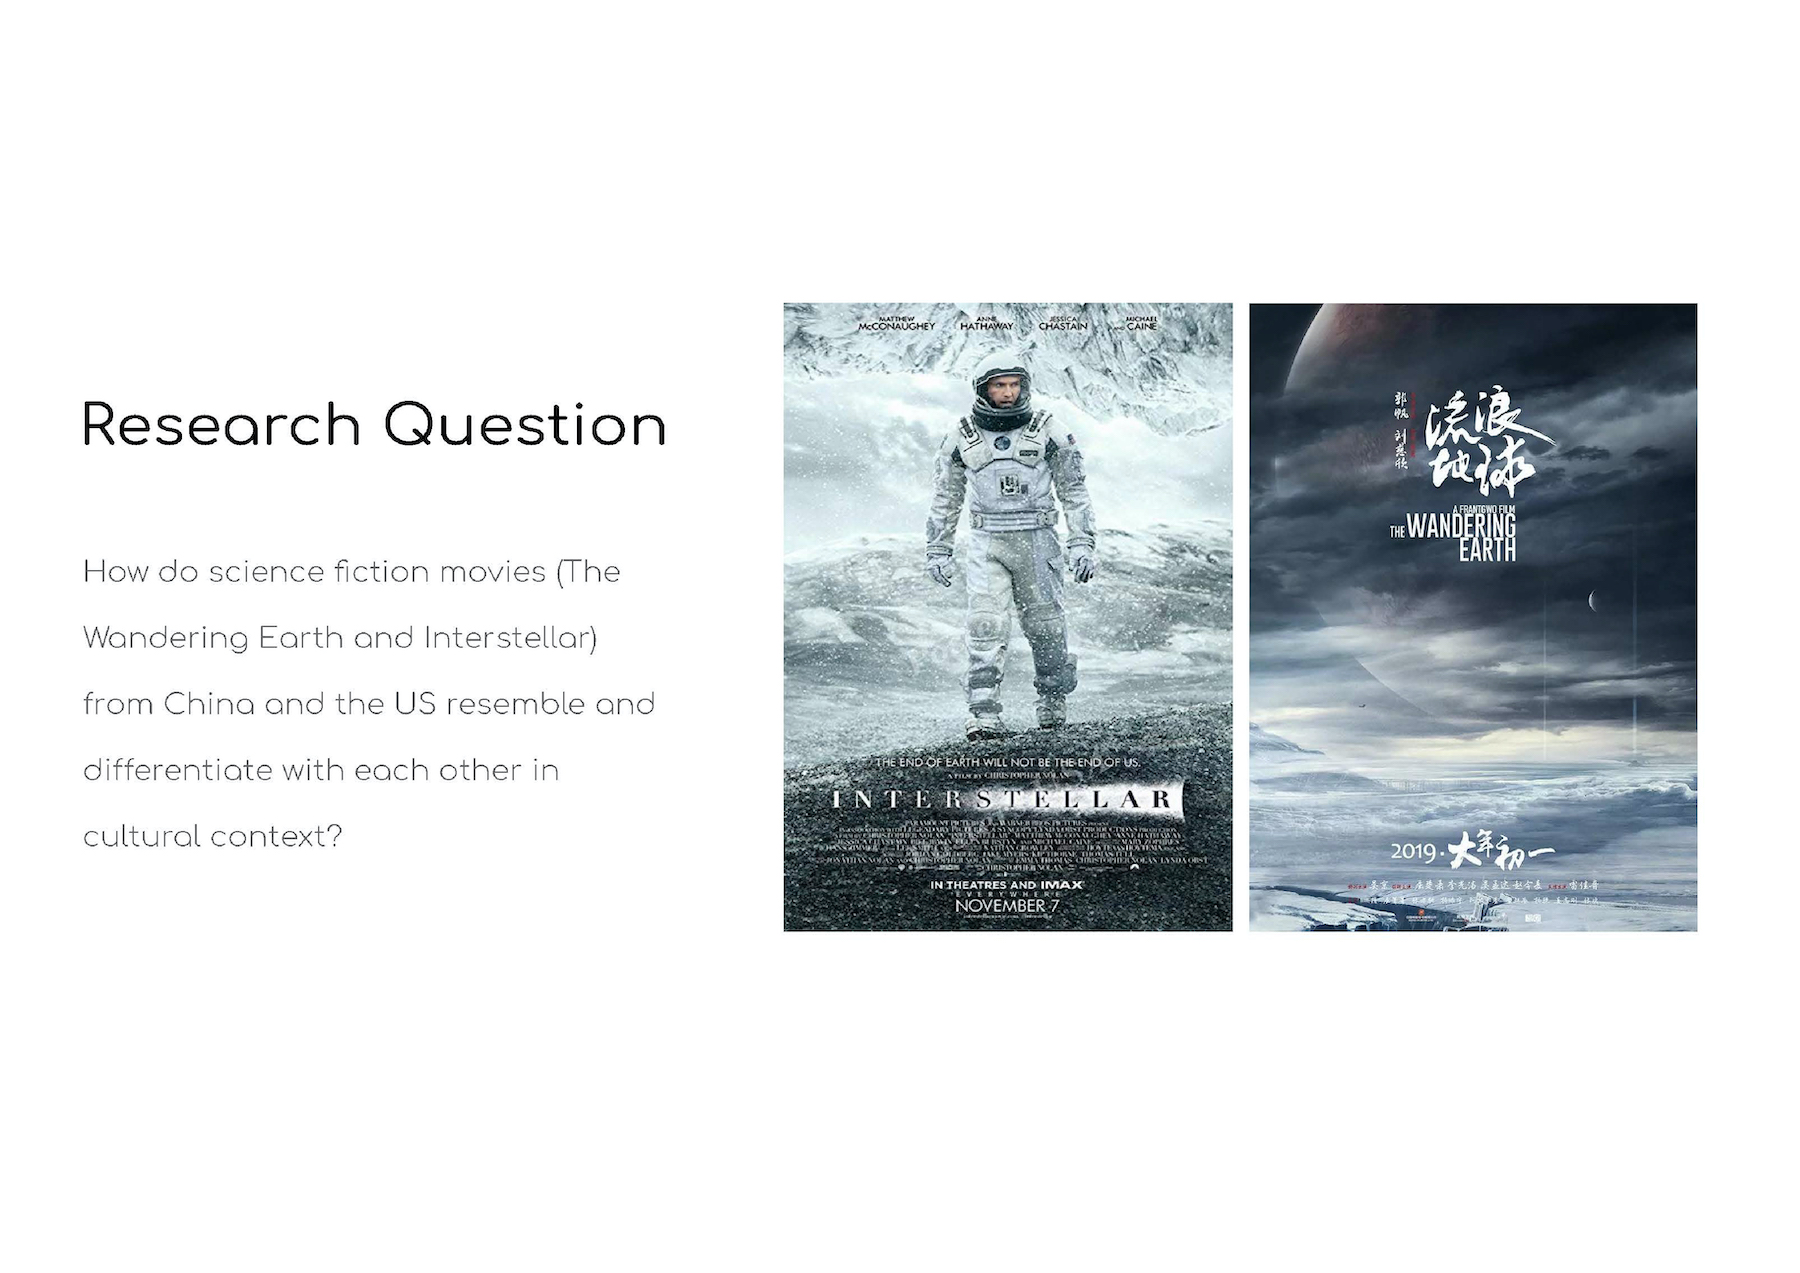 Research Question
How do science fiction movies (The
Wandering Earth and Interstellar)
from China and the US resemble and
differentiate with each other in
cultural context?
MATTHEW McCONAUGHEY ANNE HATHAWAY JESSICA CHASTAIN AND MICHAEL CAINE
THE END OF EARTH WILL NOT BE THE END OF US.
A FILM BY CHRISTOPHER NOLAN
INTERSTELLAR
IN THEATRES AND IMAX
EVERYWHERE
NOVEMBER 7
郭帆
刘慈欣
流浪
地球
A FRANT GWO FILM
THE WANDERING
EARTH
2019·大年初一